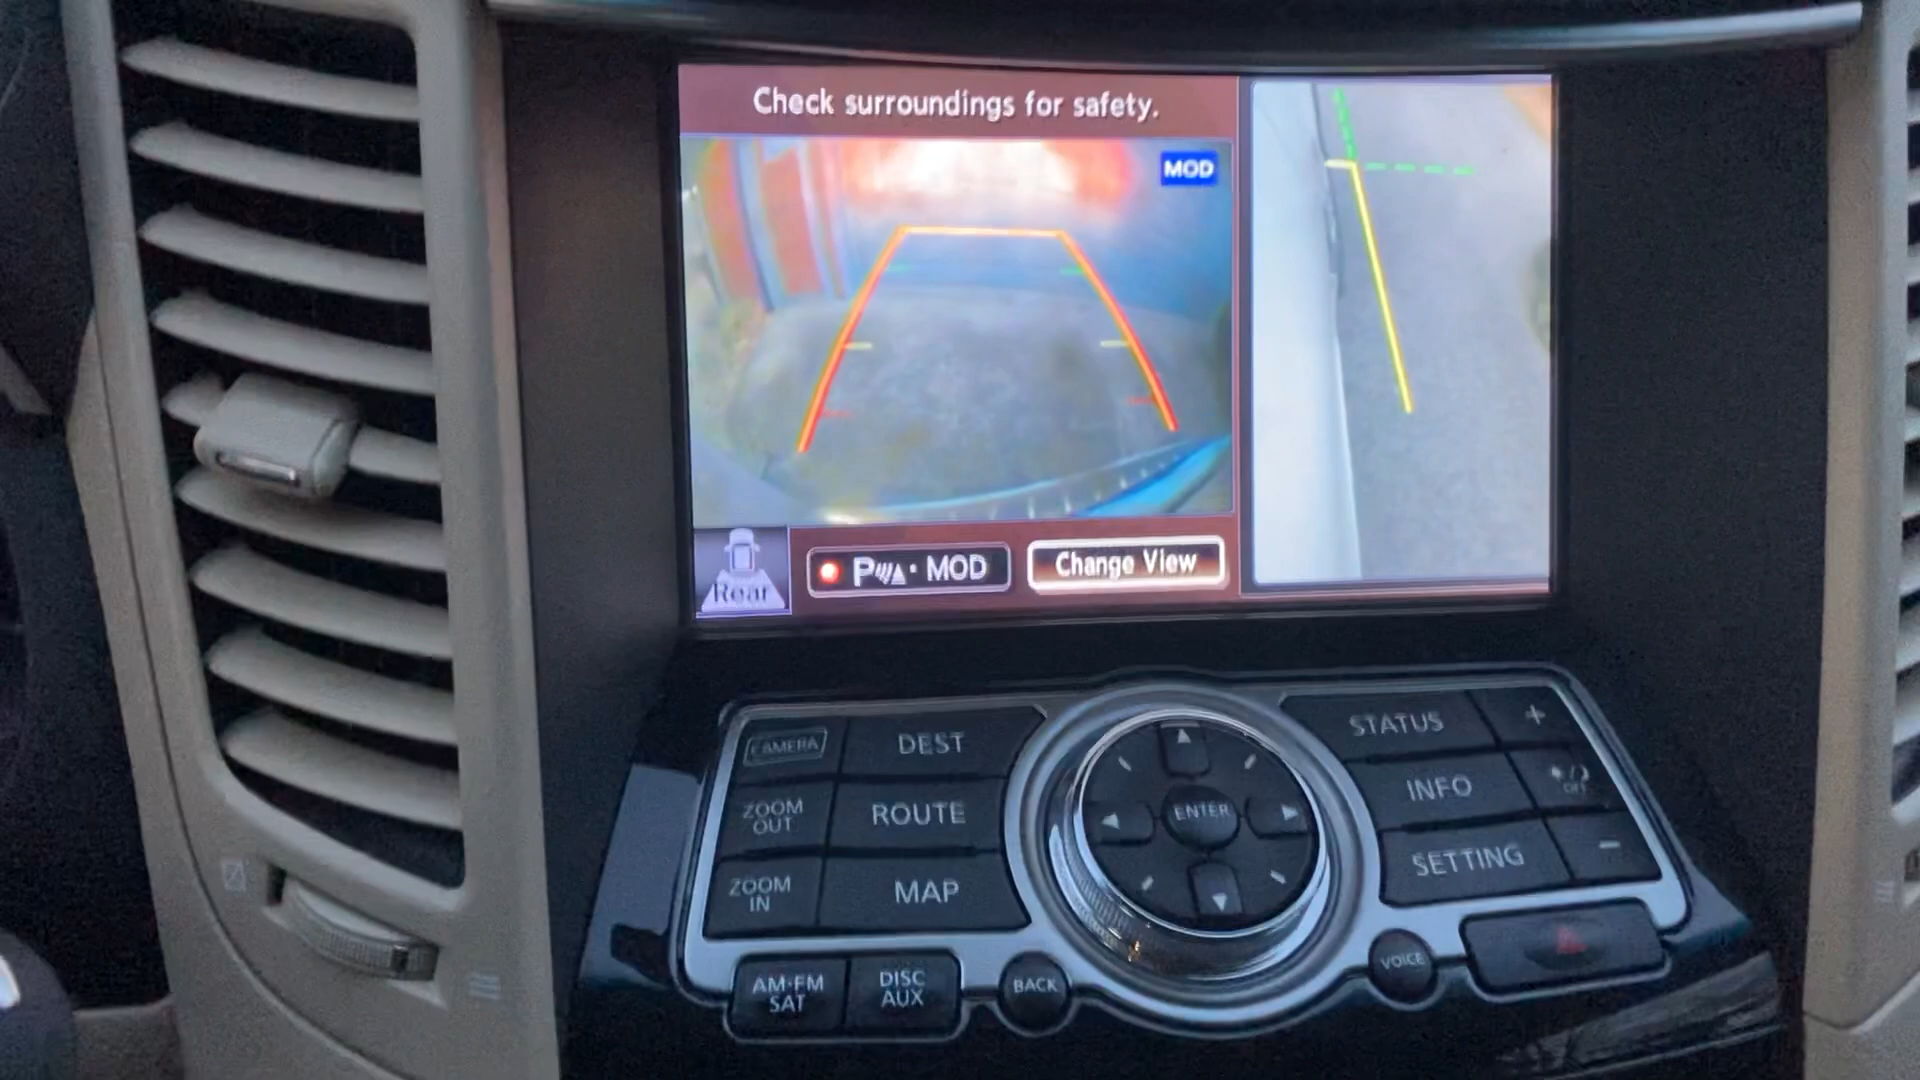 Check surroundings for safety.
MOD
Rear
P · MOD
Change View
CAMERA
DEST
ZOOM
OUT
ROUTE
ZOOM
IN
MAP
ENTER
STATUS
+
INFO
OFF
SETTING
−
AM·FM
SAT
DISC
AUX
BACK
VOICE